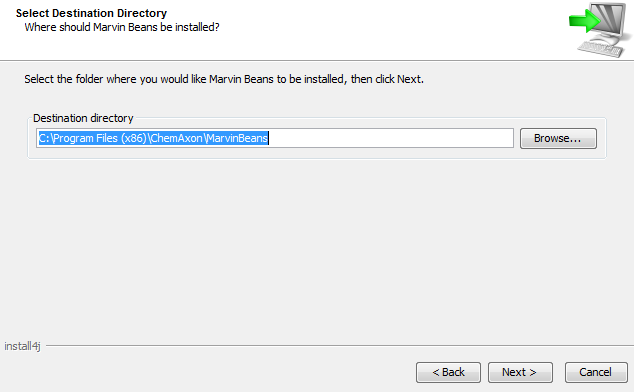 Select Destination Directory
Where should Marvin Beans be installed?
Select the folder where you would like Marvin Beans to be installed, then click Next.
Destination directory
C:\Program Files (x86)\ChemAxon\MarvinBeans
Browse...
install4j
< Back
Next >
Cancel